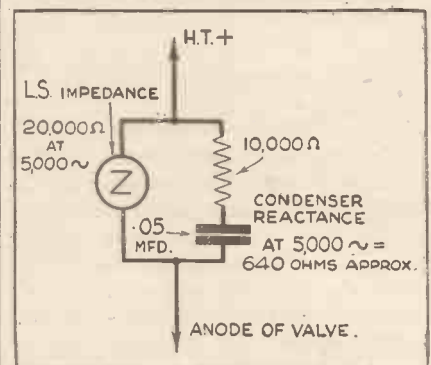 H.T.+
L.S. IMPEDANCE
20,000Ω
AT
5,000~
Z
10,000Ω
CONDENSER
REACTANCE
AT 5,000 ~ =
640 OHMS APPROX.
.05
MFD.
ANODE OF VALVE.